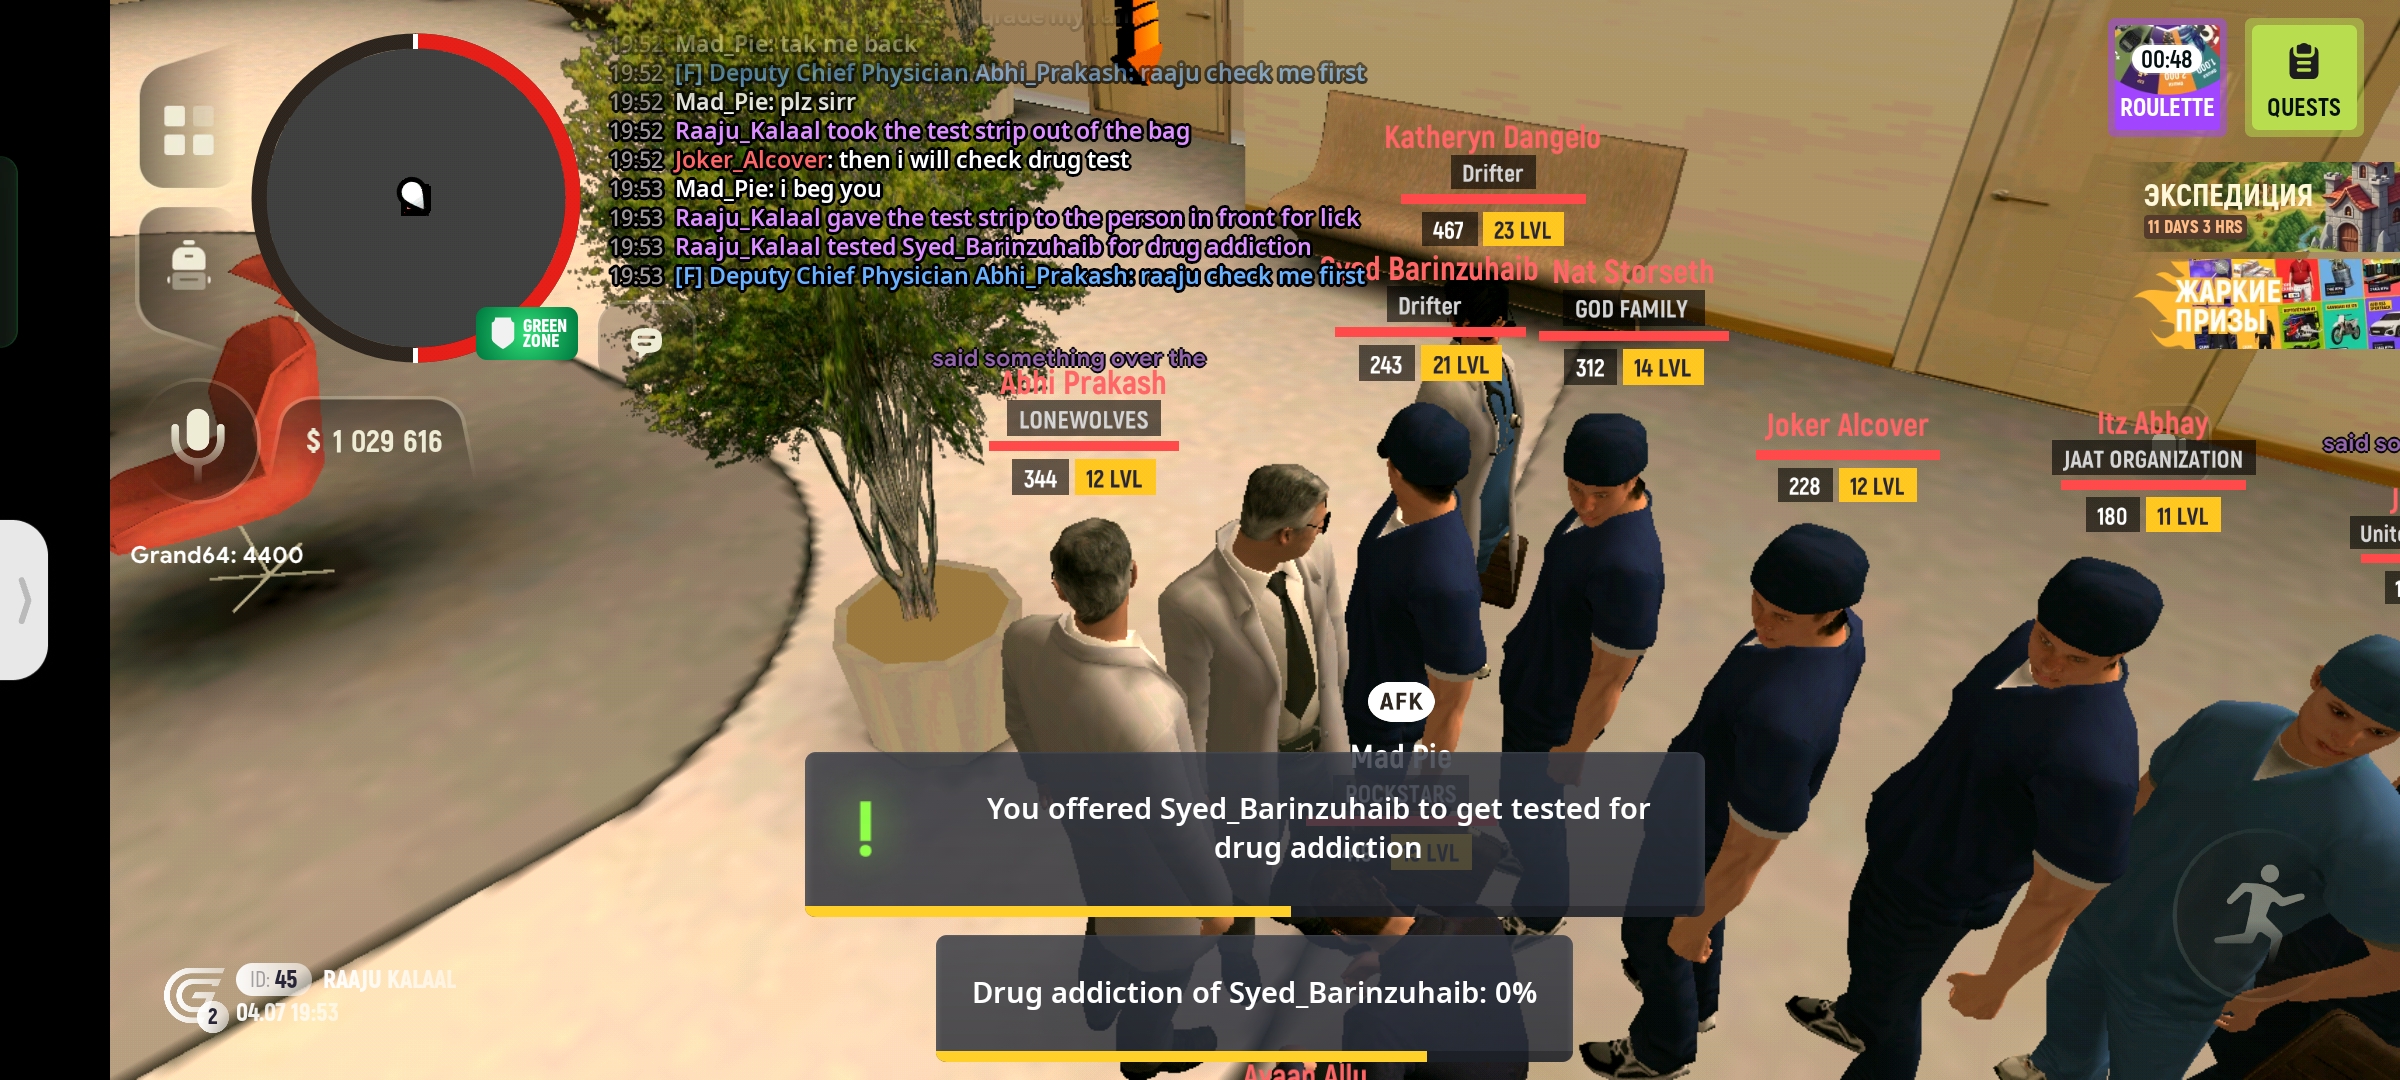 grade my rank
19:52 Mad_Pie: tak me back
19:52 [F] Deputy Chief Physician Abhi_Prakash: raaju check me first
19:52 Mad_Pie: plz sirr
19:52 Raaju_Kalaal took the test strip out of the bag
19:52 Joker_Alcover: then i will check drug test
19:53 Mad_Pie: i beg you
19:53 Raaju_Kalaal gave the test strip to the person in front for lick
19:53 Raaju_Kalaal tested Syed_Barinzuhaib for drug addiction
19:53 [F] Deputy Chief Physician Abhi_Prakash: raaju check me first
00:48
ROULETTE
QUESTS
ЭКСПЕДИЦИЯ
11 DAYS 3 HRS
ЖАРКИЕ
ПРИЗЫ
GREEN
ZONE
$ 1 029 616
Grand64: 4400
Katheryn Dangelo
Drifter
467 23 LVL
Syed Barinzuhaib
Drifter
243 21 LVL
Nat Storseth
GOD FAMILY
312 14 LVL
said something over the
Abhi Prakash
LONEWOLVES
344 12 LVL
Joker Alcover
228 12 LVL
Itz Abhay
JAAT ORGANIZATION
180 11 LVL
said so
Unite
AFK
Mad Pie
ROCKSTARS
LVL
You offered Syed_Barinzuhaib to get tested for
drug addiction
Drug addiction of Syed_Barinzuhaib: 0%
Avaan Allu
ID: 45 RAAJU KALAAL
2 04.07 19:53